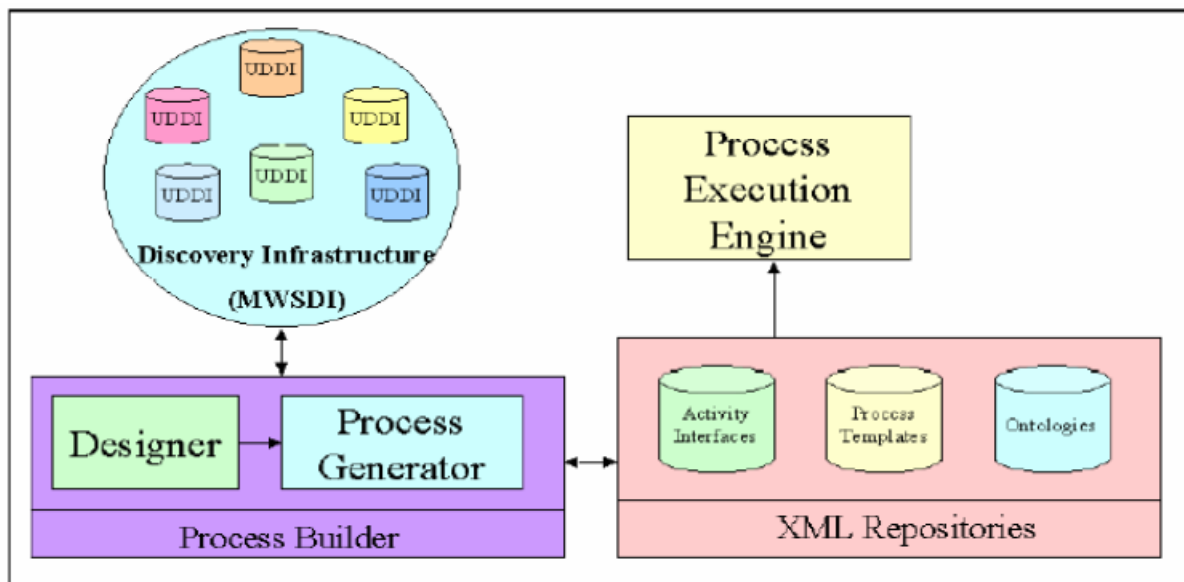 UDDI
UDDI
UDDI
UDDI
UDDI
UDDI
Discovery Infrastructure
(MWSDI)
Process
Execution
Engine
Designer
Process
Generator
Process Builder
Activity
Interfaces
Process
Templates
Ontologies
XML Repositories